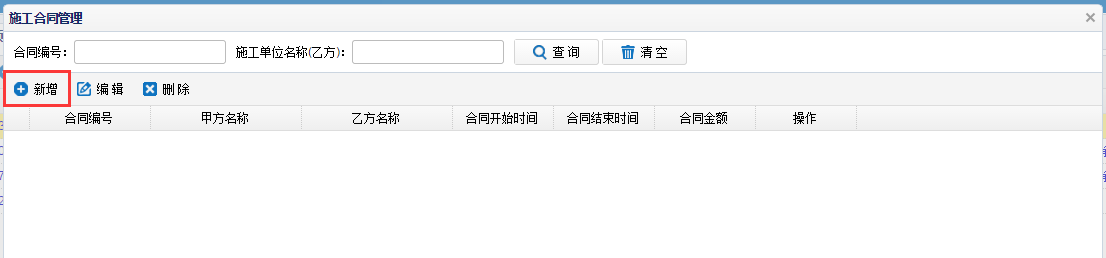 施工合同管理
合同编号： 施工单位名称(乙方)： 查询 清空
新增 编辑 删除
合同编号 甲方名称 乙方名称 合同开始时间 合同结束时间 合同金额 操作